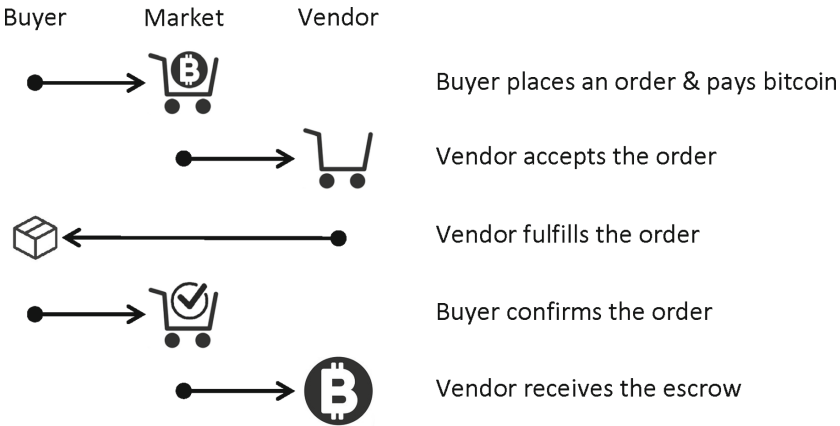 Buyer Market Vendor
Buyer places an order & pays bitcoin
Vendor accepts the order
Vendor fulfills the order
Buyer confirms the order
Vendor receives the escrow